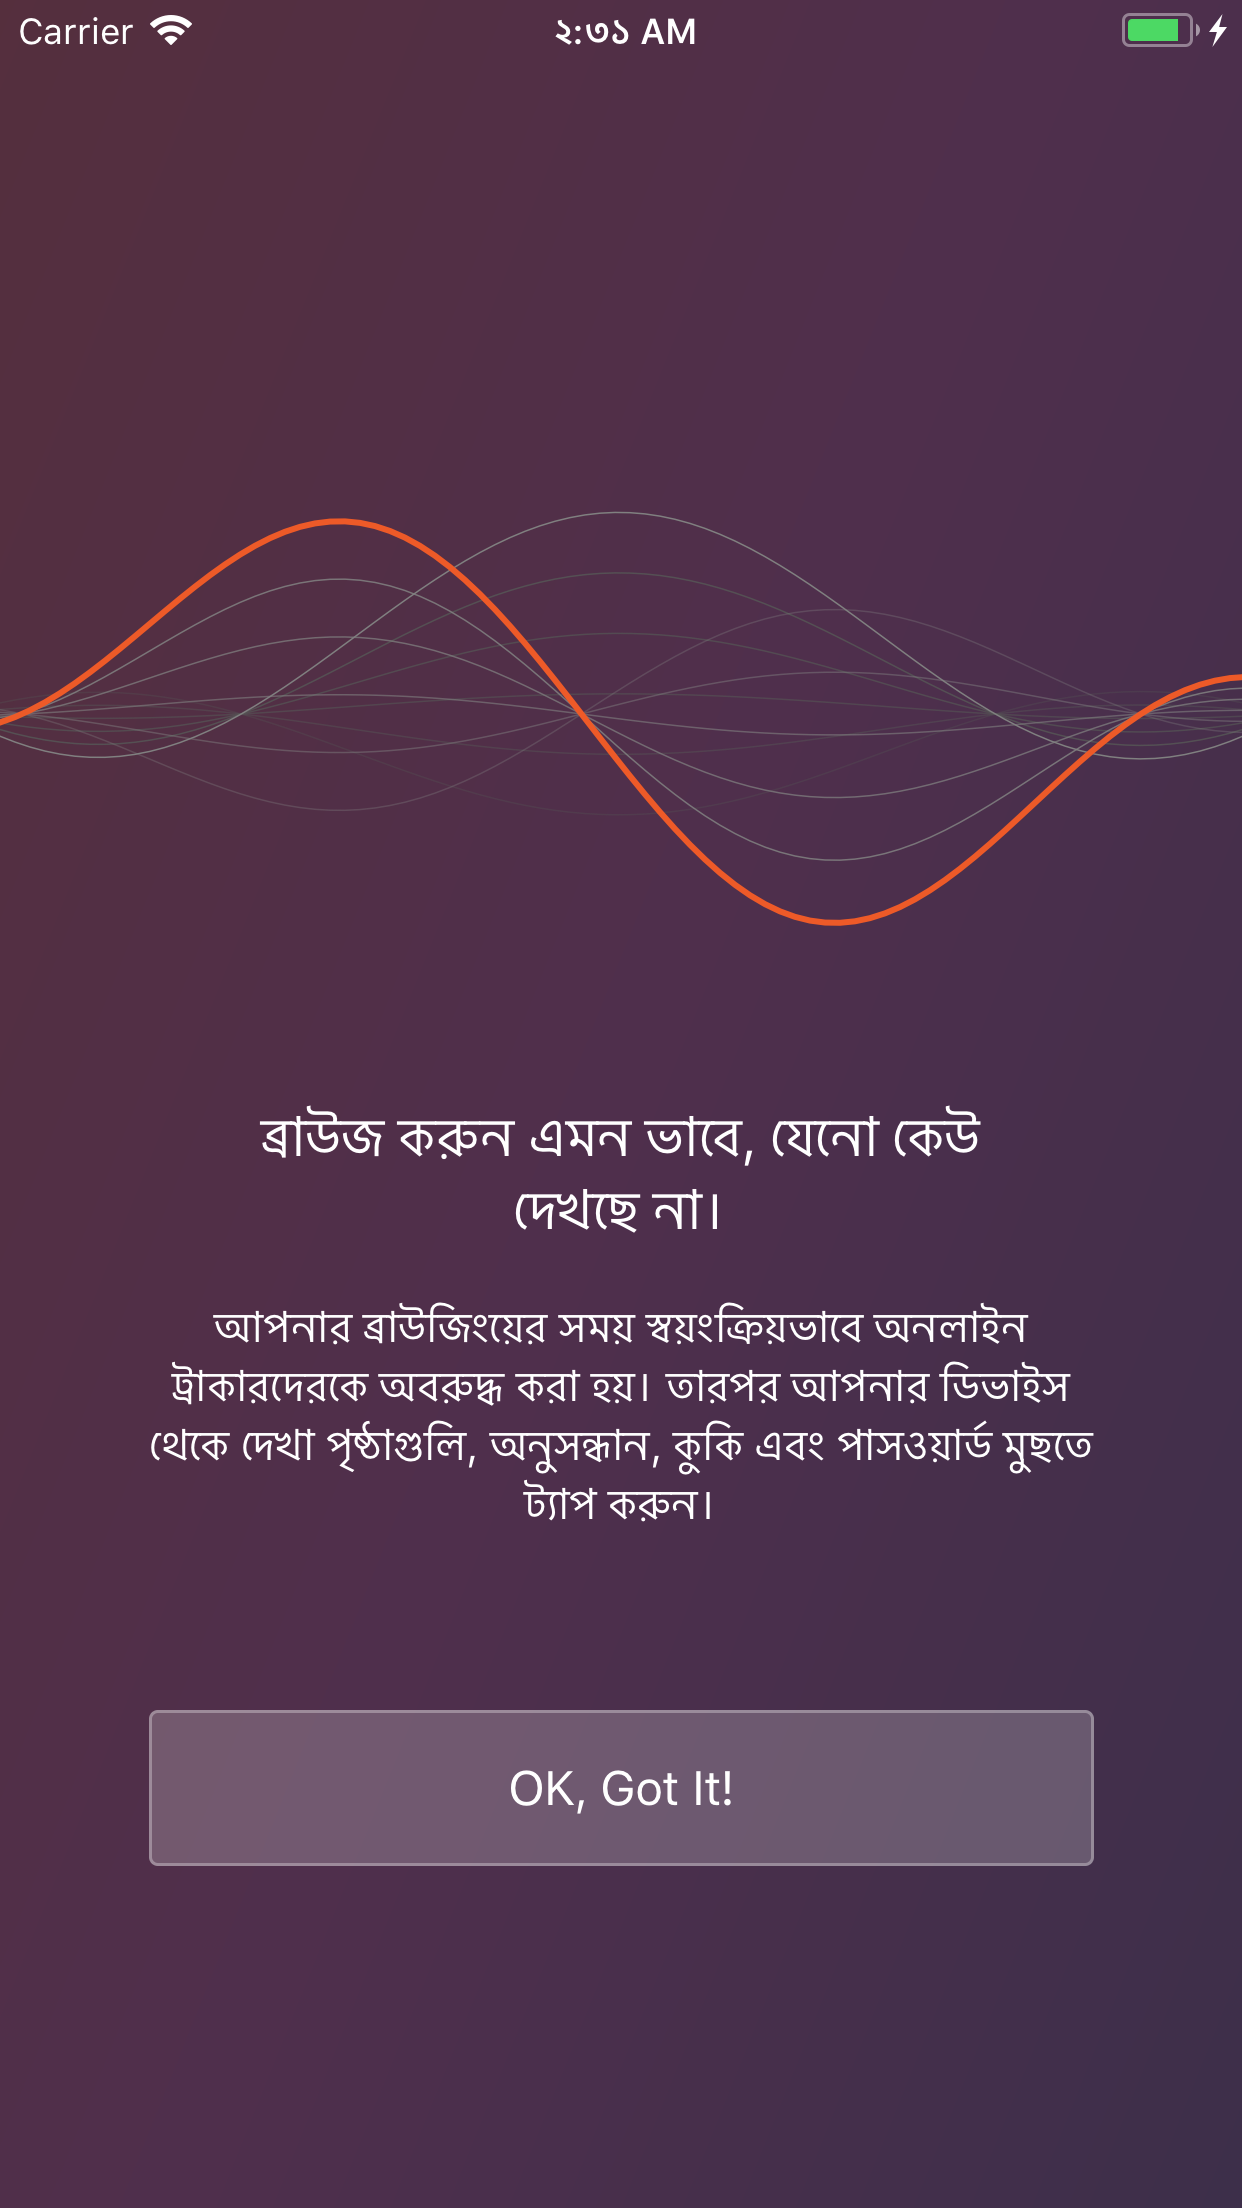 Carrier ২:৩১ AM
ব্রাউজ করুন এমন ভাবে, যেনো কেউ
দেখছে না।
আপনার ব্রাউজিংয়ের সময় স্বয়ংক্রিয়ভাবে অনলাইন
ট্রাকারদেরকে অবরুদ্ধ করা হয়। তারপর আপনার ডিভাইস
থেকে দেখা পৃষ্ঠাগুলি, অনুসন্ধান, কুকি এবং পাসওয়ার্ড মুছতে
ট্যাপ করুন।
OK, Got It!